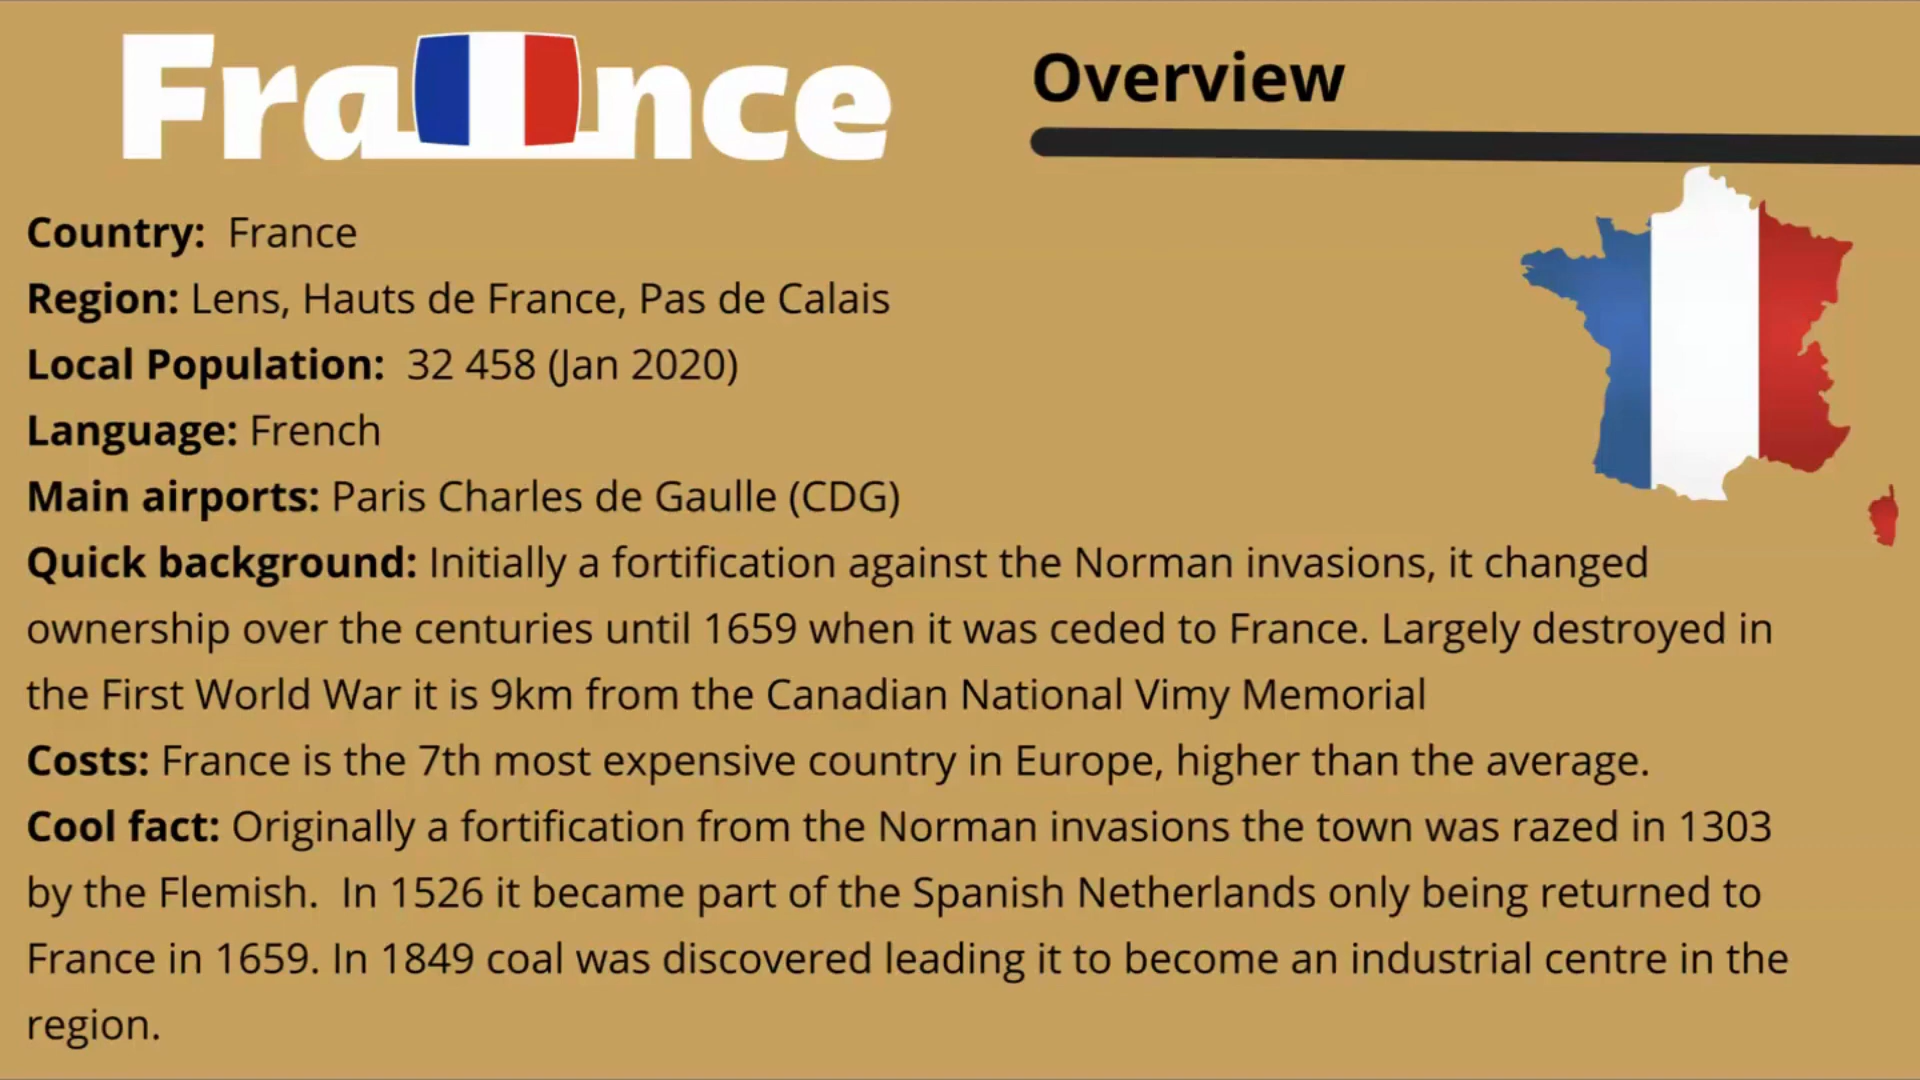 France
Overview
Country: France
Region: Lens, Hauts de France, Pas de Calais
Local Population: 32 458 (Jan 2020)
Language: French
Main airports: Paris Charles de Gaulle (CDG)
Quick background: Initially a fortification against the Norman invasions, it changed
ownership over the centuries until 1659 when it was ceded to France. Largely destroyed in
the First World War it is 9km from the Canadian National Vimy Memorial
Costs: France is the 7th most expensive country in Europe, higher than the average.
Cool fact: Originally a fortification from the Norman invasions the town was razed in 1303
by the Flemish. In 1526 it became part of the Spanish Netherlands only being returned to
France in 1659. In 1849 coal was discovered leading it to become an industrial centre in the
region.